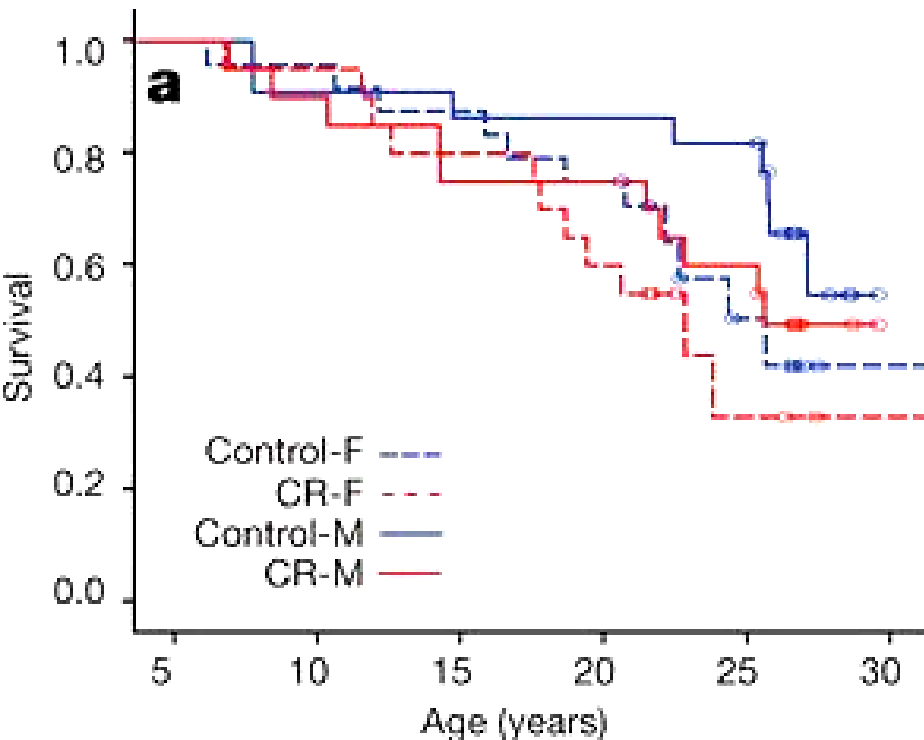 a
1.0
0.8
0.6
0.4
0.2
0.0
Survival
Control-F
CR-F
Control-M
CR-M
5 10 15 20 25 30
Age (years)